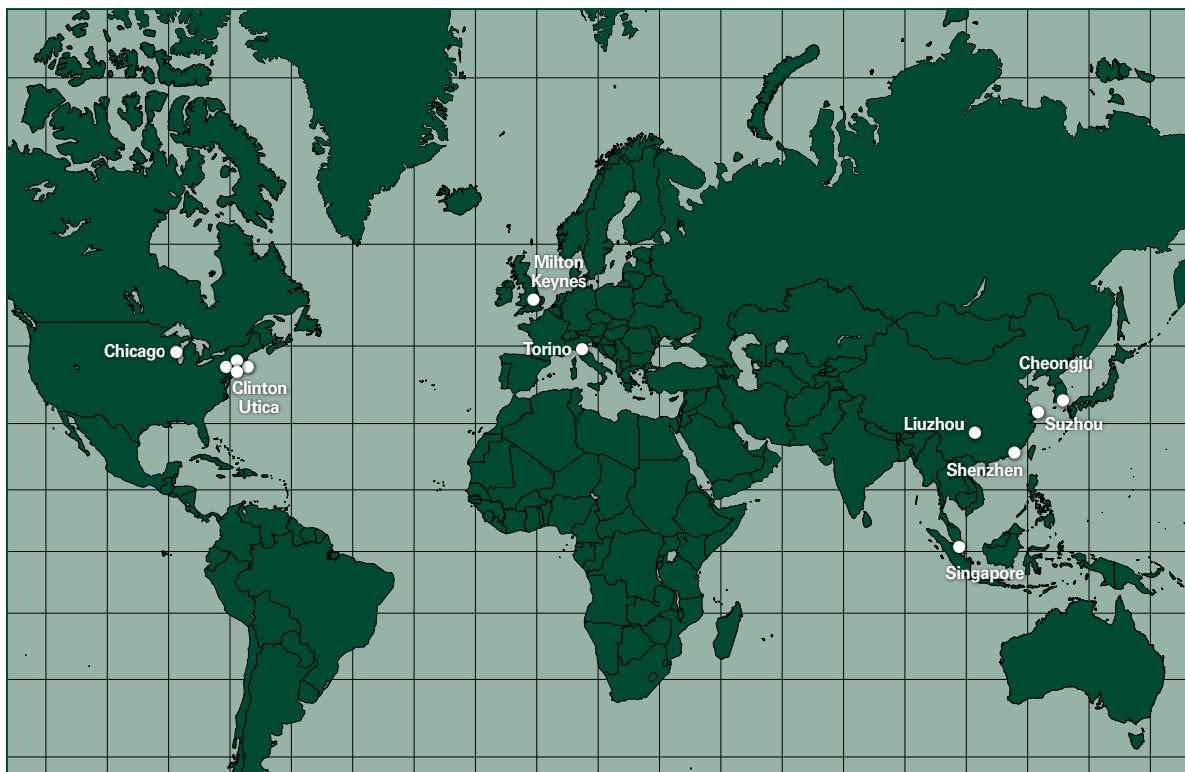 Milton
Keynes
Chicago
Torino
Clinton
Utica
Cheongju
Liuzhou
Suzhou
Shenzhen
Singapore